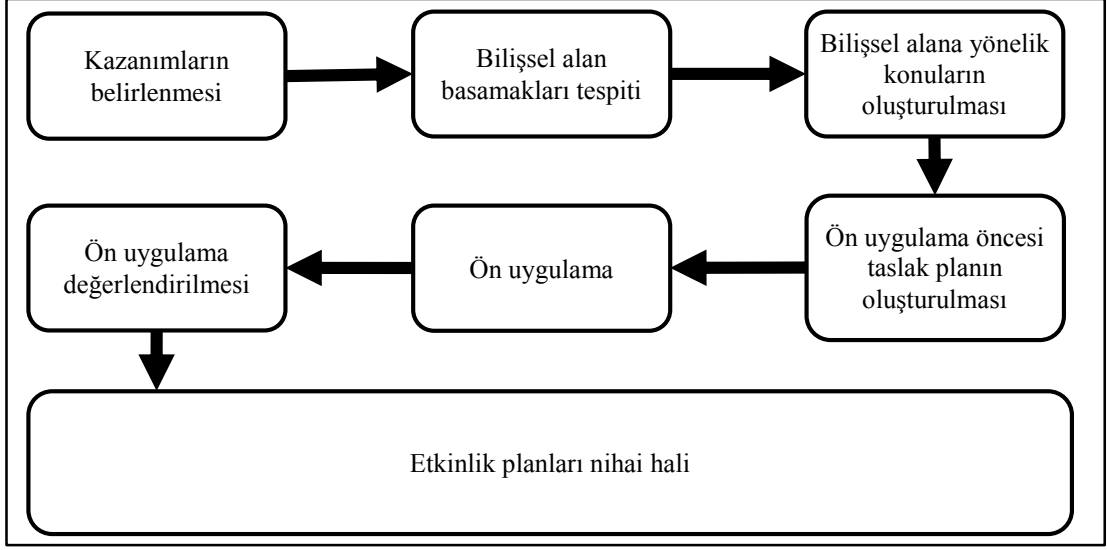 Kazanımların
belirlenmesi
Bilişsel alan
basamakları tespiti
Bilişsel alana yönelik
konuların
oluşturulması
Ön uygulama öncesi
taslak planın
oluşturulması
Ön uygulama
Ön uygulama
değerlendirilmesi
Etkinlik planları nihai hali